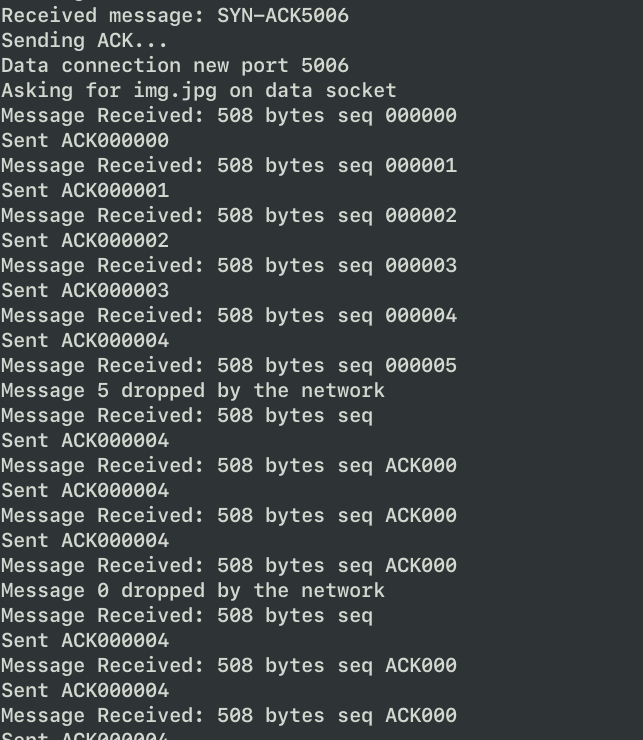 Received message: SYN-ACK5006
Sending ACK...
Data connection new port 5006
Asking for img.jpg on data socket
Message Received: 508 bytes seq 000000
Sent ACK000000
Message Received: 508 bytes seq 000001
Sent ACK000001
Message Received: 508 bytes seq 000002
Sent ACK000002
Message Received: 508 bytes seq 000003
Sent ACK000003
Message Received: 508 bytes seq 000004
Sent ACK000004
Message Received: 508 bytes seq 000005
Message 5 dropped by the network
Message Received: 508 bytes seq
Sent ACK000004
Message Received: 508 bytes seq ACK000
Sent ACK000004
Message Received: 508 bytes seq ACK000
Sent ACK000004
Message Received: 508 bytes seq ACK000
Message 0 dropped by the network
Message Received: 508 bytes seq
Sent ACK000004
Message Received: 508 bytes seq ACK000
Sent ACK000004
Message Received: 508 bytes seq ACK000
Sent ACK000004